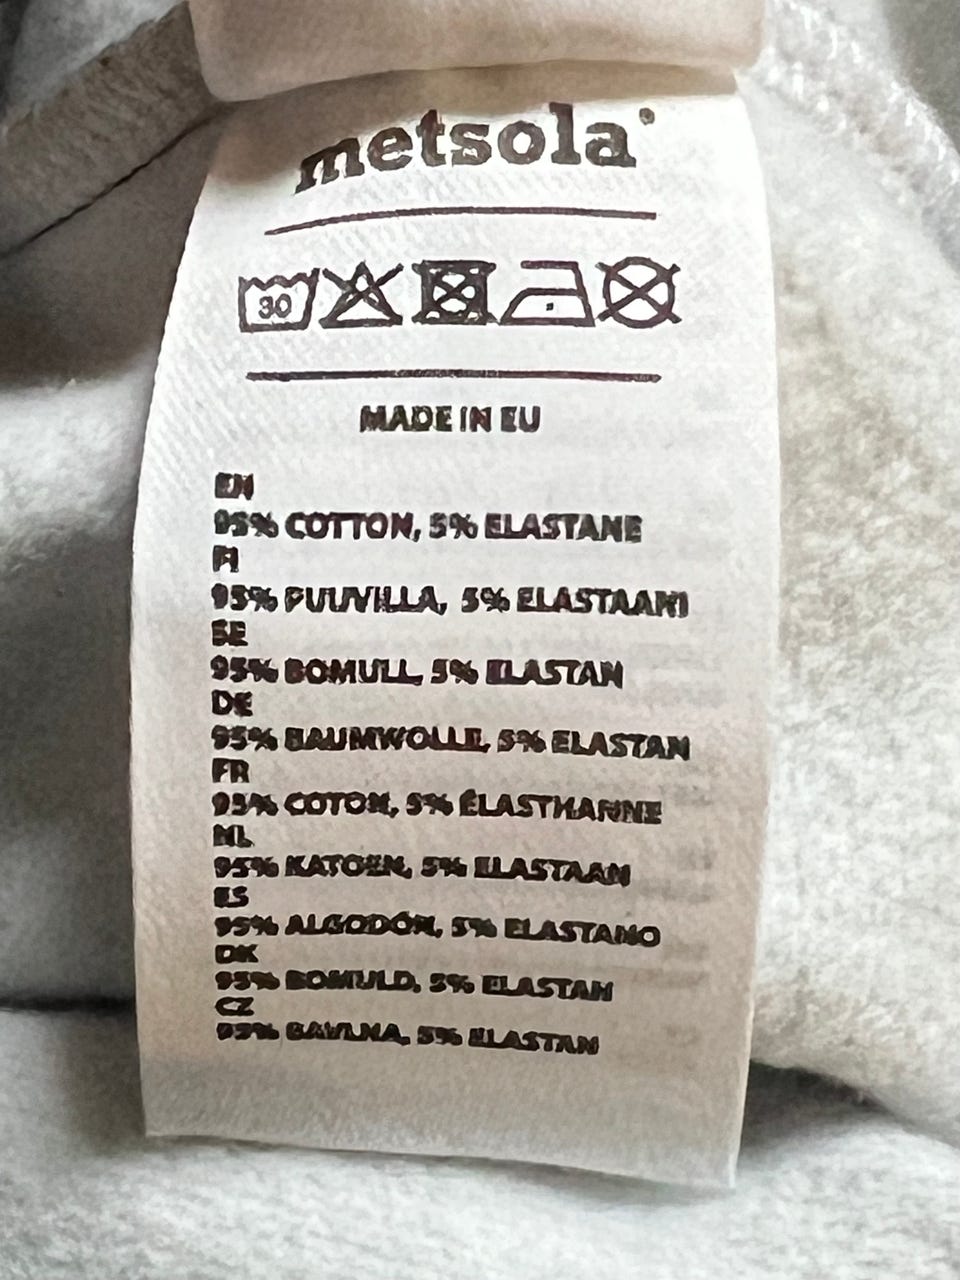 metsola®
30
MADE IN EU
EN
95% COTTON, 5% ELASTANE
FI
95% PUUVILLA, 5% ELASTAANI
SE
95% BOMULL, 5% ELASTAN
DE
95% BAUMWOLLE, 5% ELASTAN
FR
95% COTON, 5% ÉLASTHANNE
NL
95% KATOEN, 5% ELASTAAN
ES
95% ALGODÓN, 5% ELASTANO
DK
95% BOMULD, 5% ELASTAN
CZ
95% BAVLNA, 5% ELASTAN